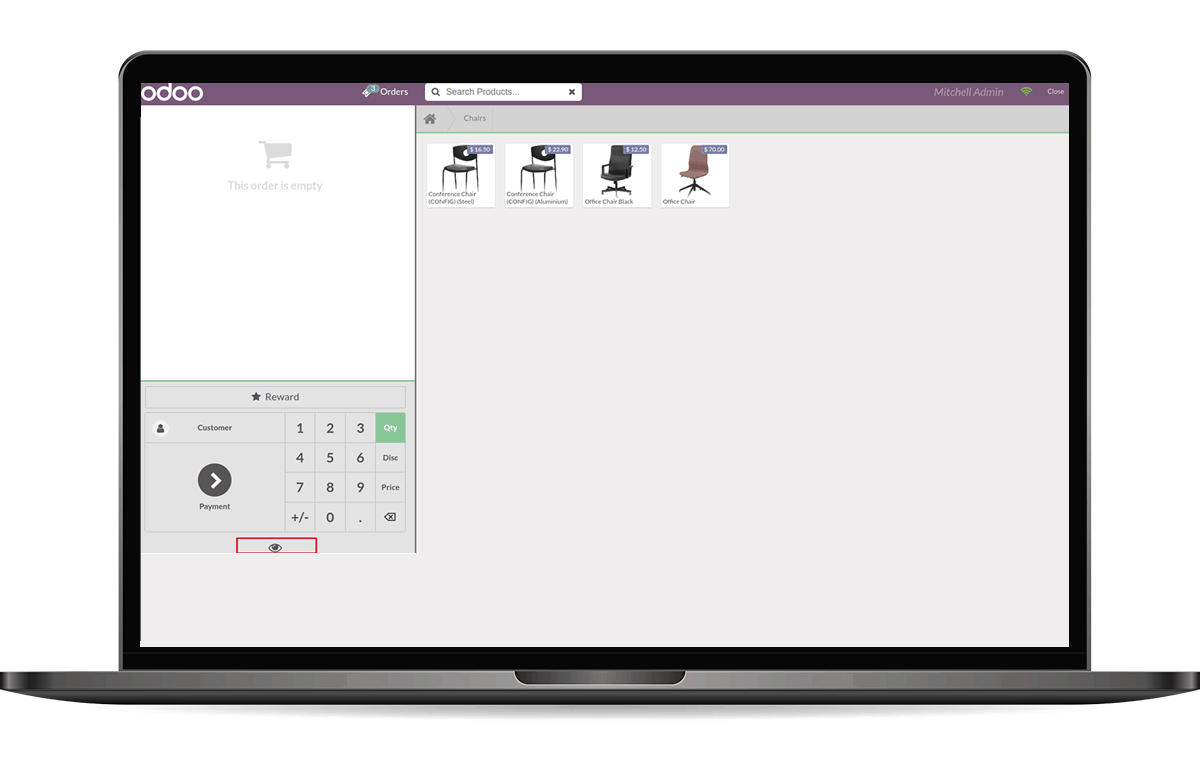 odoo
3 Orders
Search Products...
Mitchell Admin
Close
Chairs
This order is empty
$ 16.50
Conference Chair
(CONFIG) (Steel)
$ 22.90
Conference Chair
(CONFIG) (Aluminium)
$ 12.50
Office Chair Black
$ 70.00
Office Chair
Reward
Customer
1 2 3 Qty
4 5 6 Disc
7 8 9 Price
+/- 0 .
Payment